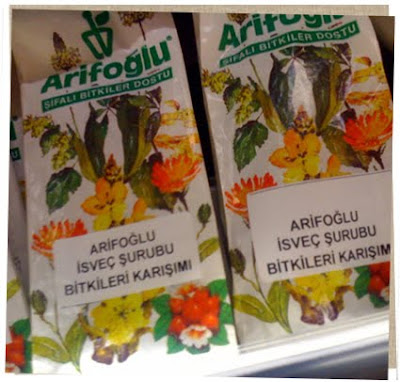 Arifoğlu
ŞİFALI BİTKİLER DOSTU
ARİFOĞLU
İSVEÇ ŞURUBU
BİTKİLERİ KARIŞIMI
Arifoğlu
ŞİFALI BİTKİLER DOSTU
ARİFOĞLU
İSVEÇ ŞURUBU
BİTKİLERİ KARIŞIMI